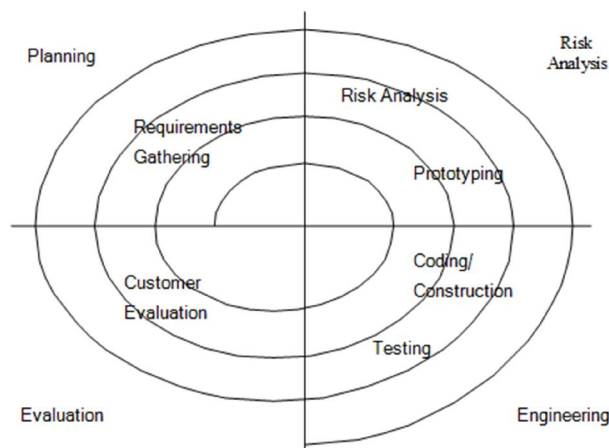 Planning
Risk
Analysis
Risk Analysis
Requirements
Gathering
Prototyping
Coding/
Construction
Customer
Evaluation
Testing
Evaluation
Engineering